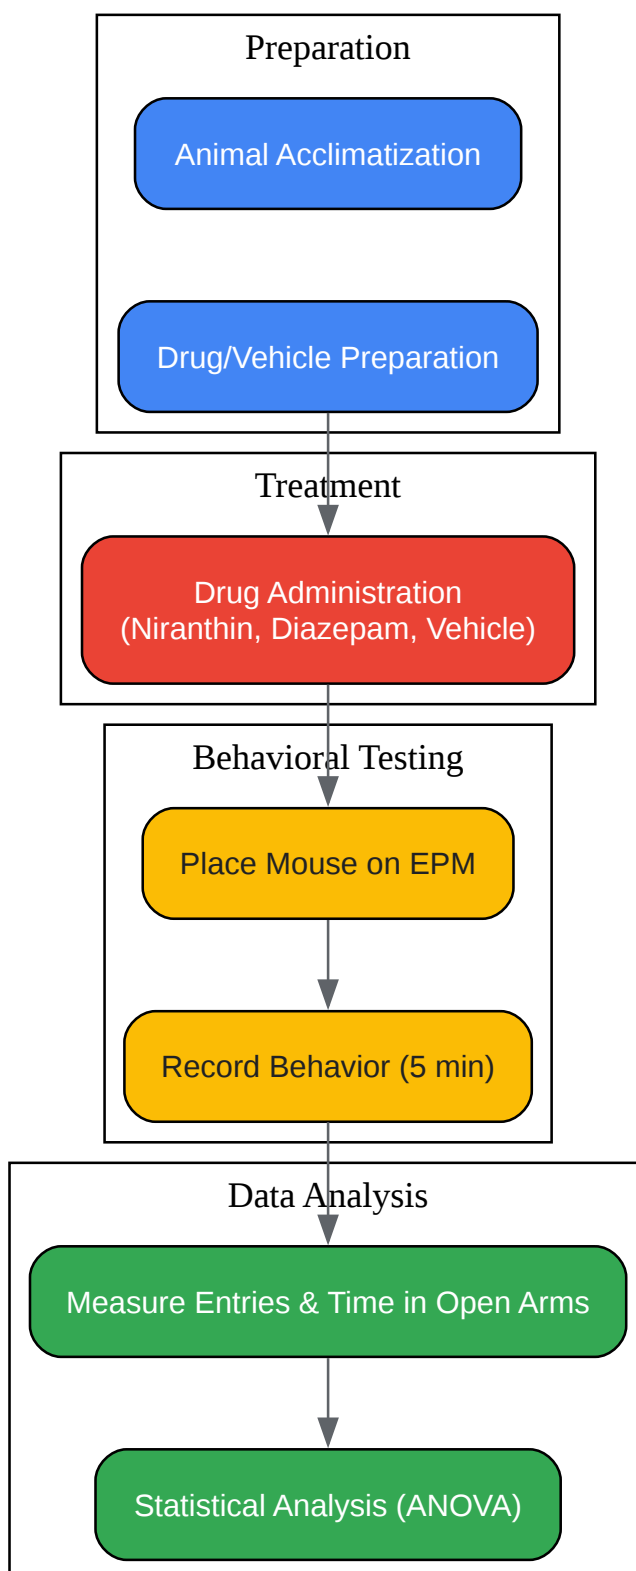 Preparation
Animal Acclimatization
Drug/Vehicle Preparation
Treatment
Drug Administration
(Niranthin, Diazepam, Vehicle)
Behavioral Testing
Place Mouse on EPM
Record Behavior (5 min)
Data Analysis
Measure Entries & Time in Open Arms
Statistical Analysis (ANOVA)